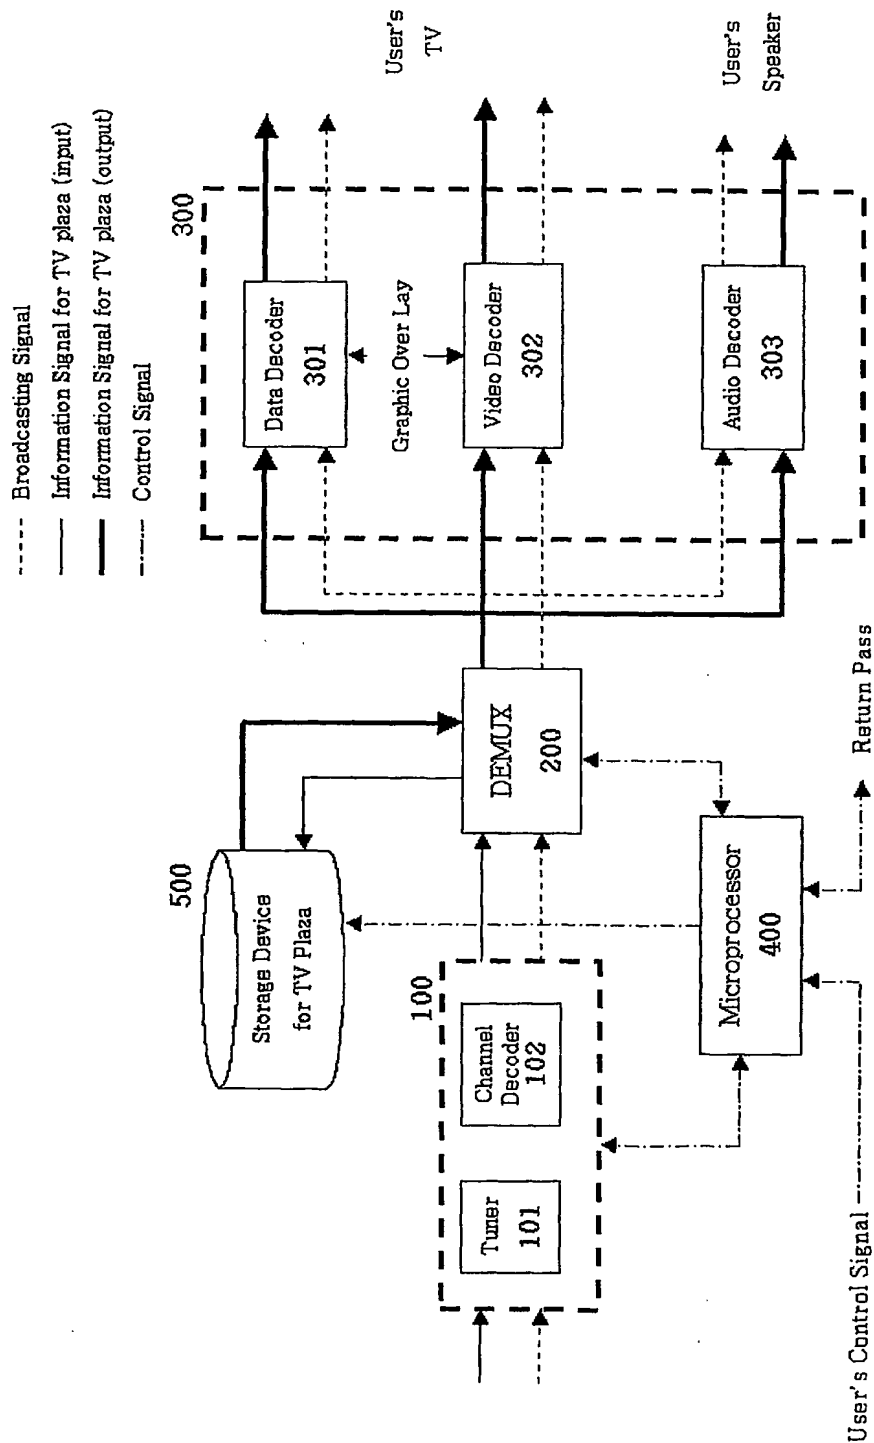 ---- Broadcasting Signal
Information Signal for TV plaza (input)
Information Signal for TV plaza (output)
Control Signal
500
Storage Device
for TV Plaza
300
Data Decoder
301
User's
TV
Graphic Over Lay
100
Tuner
101
Channel
Decoder
102
DEMUX
200
Video Decoder
302
Microprocessor
400
Audio Decoder
303
User's
Speaker
User's Control Signal
Return Pass